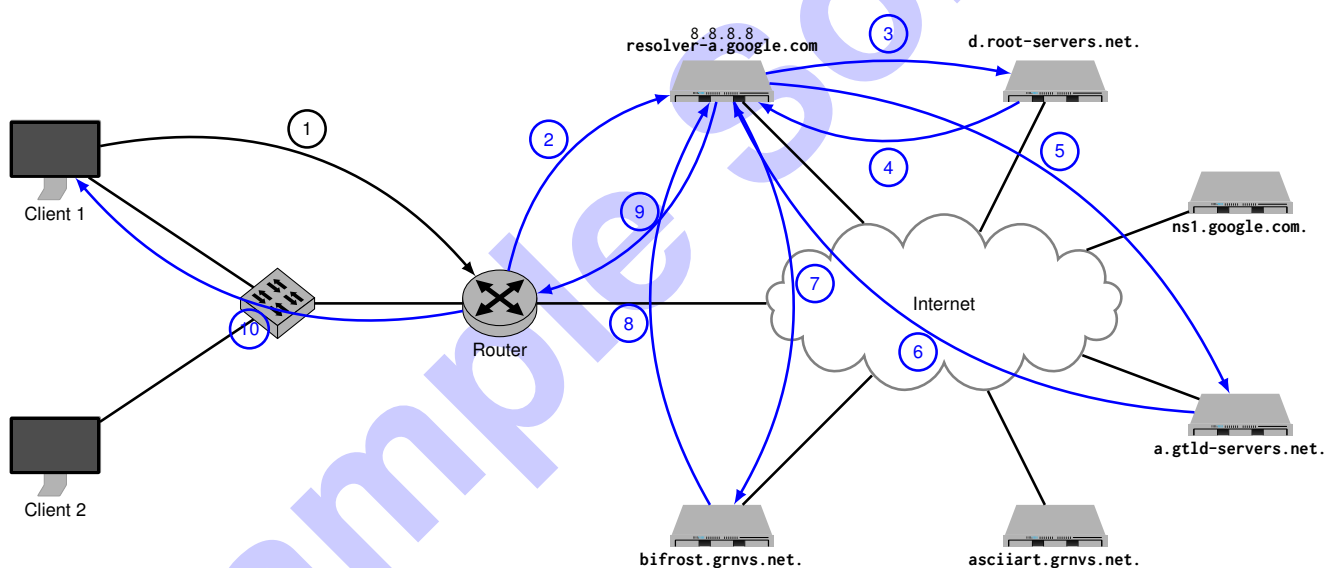 8.8.8.8
resolver-a.google.com
3
d.root-servers.net.
1
2
4
5
Client 1
9
ns1.google.com.
7
Internet
8
10
6
Router
a.gtld-servers.net.
Client 2
bifrost.grnvs.net.
asciiart.grnvs.net.